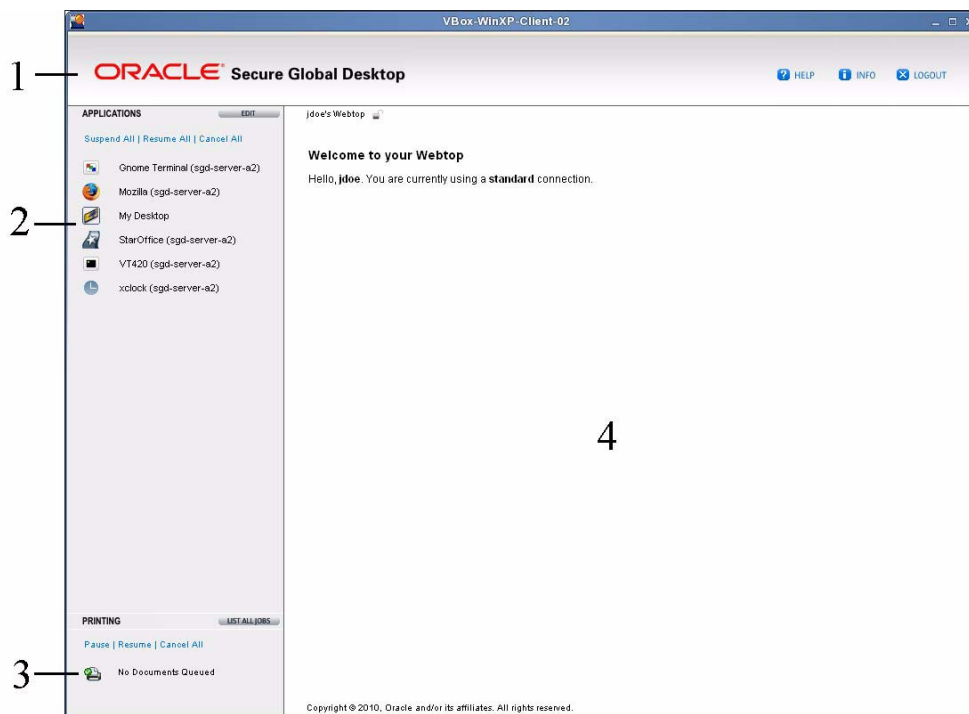 VBox-WinXP-Client-02
1
ORACLE Secure Global Desktop
HELP
INFO
LOGOUT
APPLICATIONS
EDIT
Suspend All | Resume All | Cancel All
2
Gnome Terminal (sgd-server-a2)
Mozilla (sgd-server-a2)
My Desktop
StarOffice (sgd-server-a2)
VT420 (sgd-server-a2)
xclock (sgd-server-a2)
jdoe's Webtop
Welcome to your Webtop
Hello, jdoe. You are currently using a standard connection.
4
PRINTING
LIST ALL JOBS
Pause | Resume | Cancel All
3
No Documents Queued
Copyright © 2010, Oracle and/or its affiliates. All rights reserved.